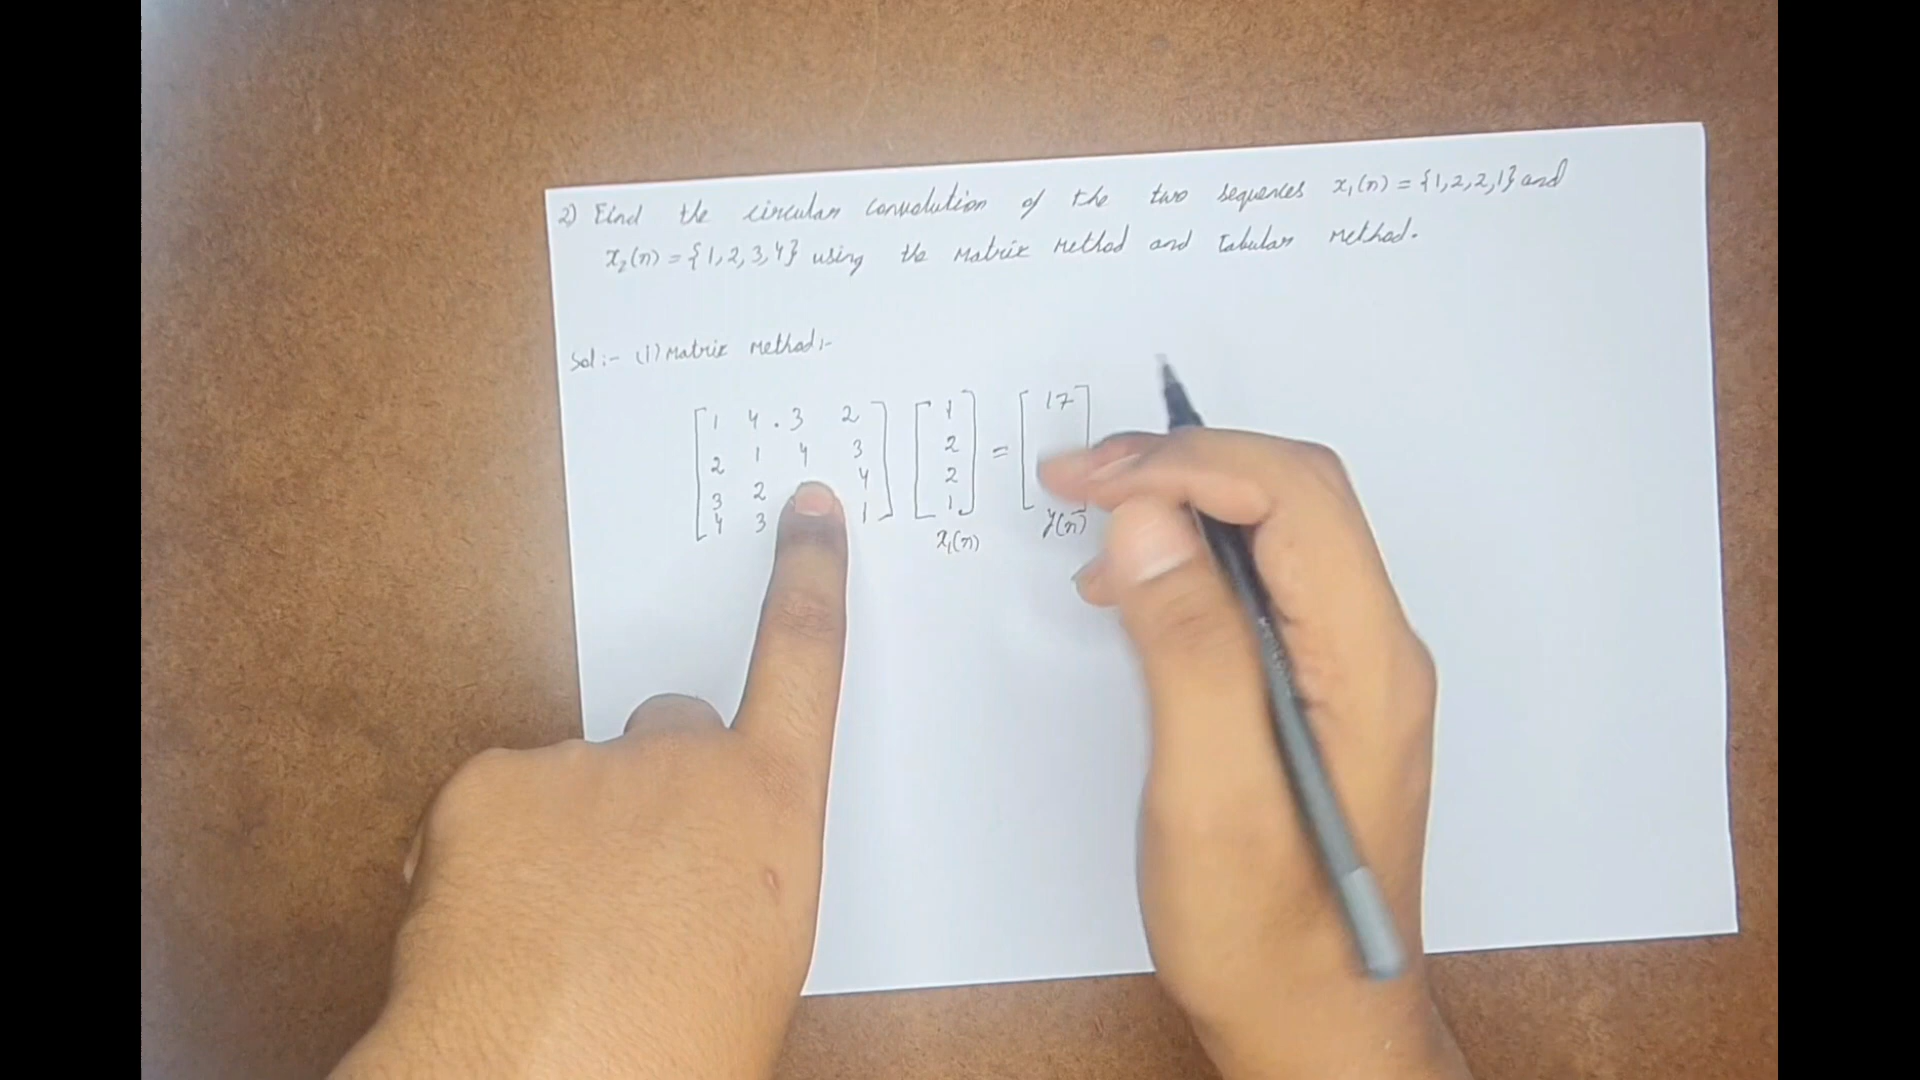 2) Find the circular convolution of the two sequences x₁(n) = {1,2,2,1} and
x₂(n) = {1,2,3,4} using the Matrix Method and Tabular Method.
Sol:- (i) Matrix Method:-
1 4 . 3 2 1 17
2 1 4 3 2 =
3 2 4 2
4 3 1 1
x₁(n) y(n)